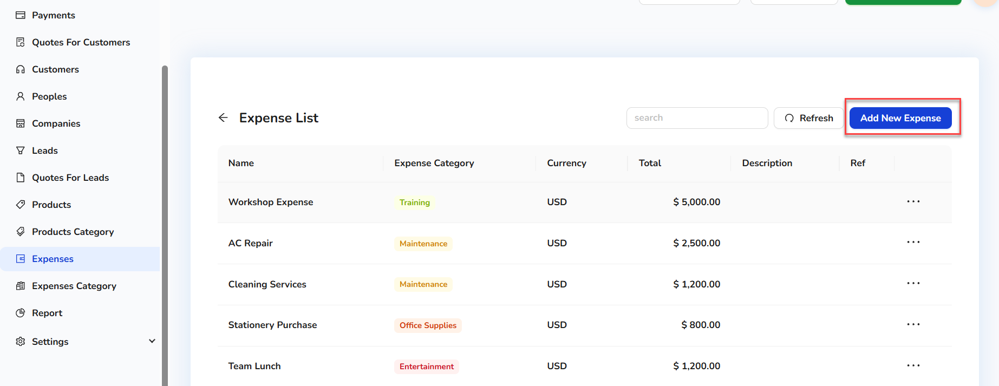 Payments
Quotes For Customers
Customers
Peoples
Companies
Leads
Quotes For Leads
Products
Products Category
Expenses
Expenses Category
Report
Settings
Expense List
search
Refresh
Add New Expense
Name Expense Category Currency Total Description Ref
Workshop Expense Training USD $ 5,000.00
AC Repair Maintenance USD $ 2,500.00
Cleaning Services Maintenance USD $ 1,200.00
Stationery Purchase Office Supplies USD $ 800.00
Team Lunch Entertainment USD $ 1,200.00